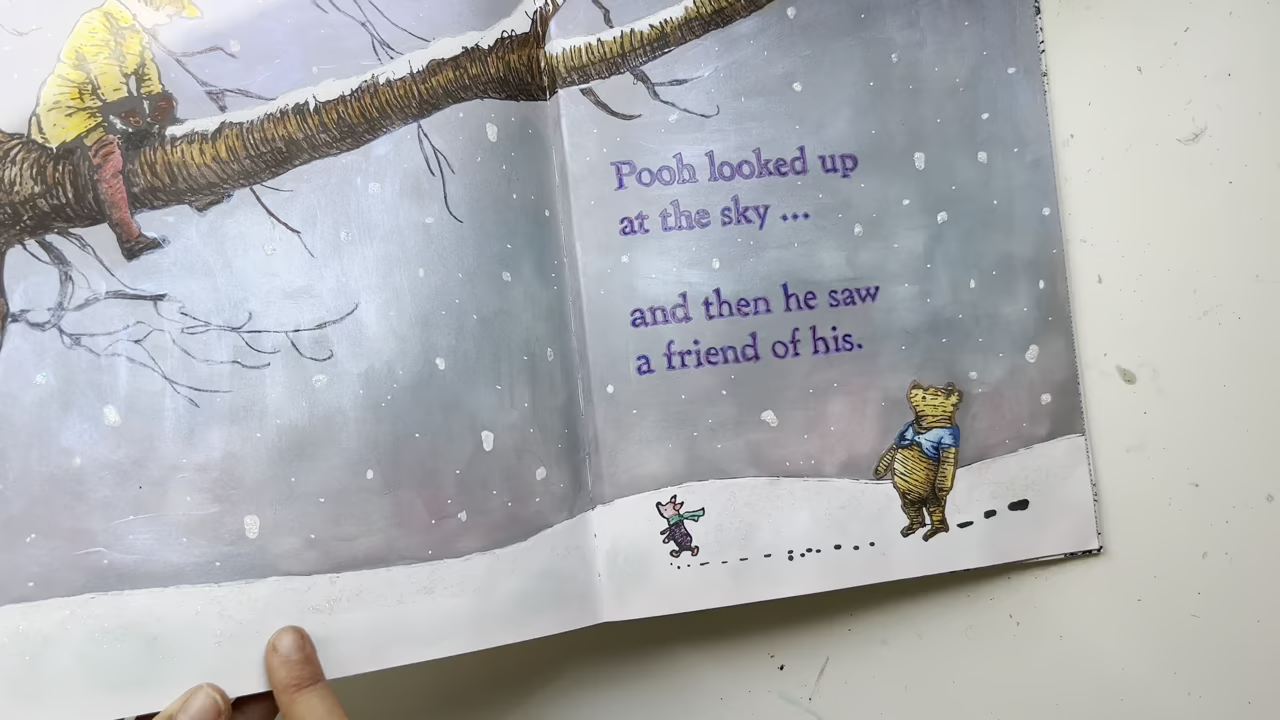 Pooh looked up
at the sky ...
and then he saw
a friend of his.